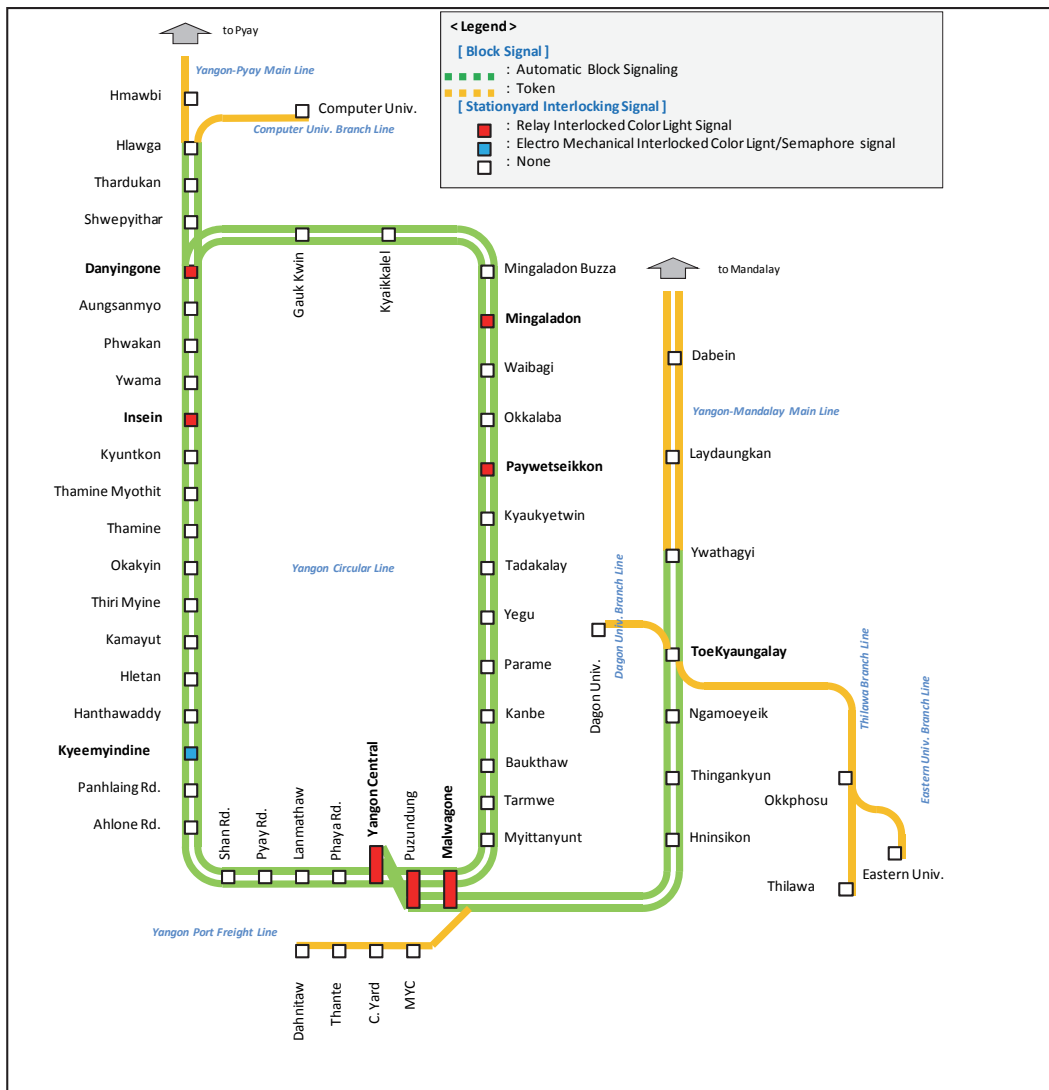 to Pyay
Yangon-Pyay Main Line
Hmawbi
Computer Univ.
Computer Univ. Branch Line
Hlawga
Thardukan
Shwepyithar
Danyingone
Aungsanmyo
Phwakan
Ywama
Insein
Kyuntkon
Thamine Myothit
Thamine
Okakyin
Thiri Myine
Kamayut
Hletan
Hanthawaddy
Kyeemyindine
Panhlaing Rd.
Ahlone Rd.
< Legend >
[ Block Signal ]
: Automatic Block Signaling
: Token
[ Stationyard Interlocking Signal ]
: Relay Interlocked Color Light Signal
: Electro Mechanical Interlocked Color Lignt/Semaphore signal
: None
Gauk Kwin
Kyaikkalel
Mingaladon Buzza
Mingaladon
Waibagi
Okkalaba
Paywetseikkon
Kyaukyetwin
Tadakalay
Yegu
Parame
Kanbe
Baukthaw
Tarmwe
Myittanyunt
Yangon Circular Line
Shan Rd.
Pyay Rd.
Lanmathaw
Phaya Rd.
Yangon Central
Puzundung
Malwagone
Yangon Port Freight Line
Dahnitaw
Thante
C. Yard
MYC
to Mandalay
Dabein
Yangon-Mandalay Main Line
Laydaungkan
Ywathagyi
Dagon Univ. Branch Line
Dagon Univ.
ToeKyaungalay
Ngamoeyeik
Thingankyun
Hninsikon
Thilawa Branch Line
Eastern Univ. Branch Line
Okkphosu
Eastern Univ.
Thilawa